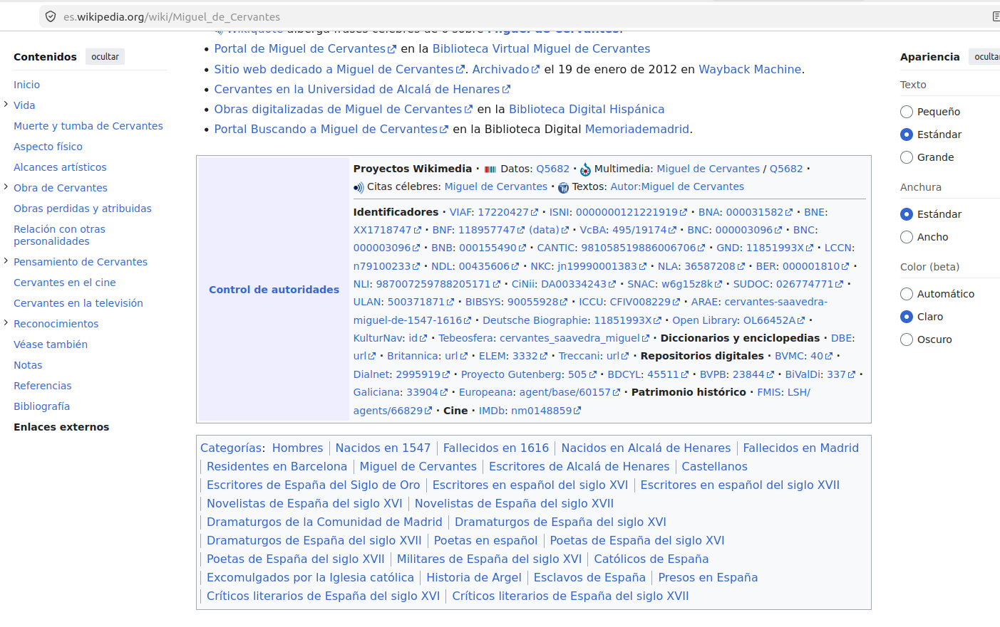 es.wikipedia.org/wiki/Miguel_de_Cervantes
Contenidos ocultar
Inicio
Vida
Muerte y tumba de Cervantes
Aspecto físico
Alcances artísticos
Obra de Cervantes
Obras perdidas y atribuidas
Relación con otras
personalidades
Pensamiento de Cervantes
Cervantes en el cine
Cervantes en la televisión
Reconocimientos
Véase también
Notas
Referencias
Bibliografía
Enlaces externos
Wikiquote alberga frases célebres de o sobre Miguel de Cervantes.
• Portal de Miguel de Cervantes en la Biblioteca Virtual Miguel de Cervantes
• Sitio web dedicado a Miguel de Cervantes. Archivado el 19 de enero de 2012 en Wayback Machine.
• Cervantes en la Universidad de Alcalá de Henares
• Obras digitalizadas de Miguel de Cervantes en la Biblioteca Digital Hispánica
• Portal Buscando a Miguel de Cervantes en la Biblioteca Digital Memoriademadrid.
Control de autoridades
Proyectos Wikimedia · Datos: Q5682 · Multimedia: Miguel de Cervantes / Q5682 ·
Citas célebres: Miguel de Cervantes · Textos: Autor:Miguel de Cervantes
Identificadores · VIAF: 17220427 · ISNI: 0000000121221919 · BNA: 000031582 · BNE:
XX1718747 · BNF: 118957747 (data) · VcBA: 495/19174 · BNC: 000003096 · BNC:
000003096 · BNB: 000155490 · CANTIC: 981058519886006706 · GND: 11851993X · LCCN:
n79100233 · NDL: 00435606 · NKC: jn19990001383 · NLA: 36587208 · BER: 000001810 ·
NLI: 987007259788205171 · CiNii: DA00334243 · SNAC: w6g15z8k · SUDOC: 026774771 ·
ULAN: 500371871 · BIBSYS: 90055928 · ICCU: CFIV008229 · ARAE: cervantes-saavedra-
miguel-de-1547-1616 · Deutsche Biographie: 11851993X · Open Library: OL66452A ·
KulturNav: id · Tebeosfera: cervantes_saavedra_miguel · Diccionarios y enciclopedias · DBE:
url · Britannica: url · ELEM: 3332 · Treccani: url · Repositorios digitales · BVMC: 40 ·
Dialnet: 2995919 · Proyecto Gutenberg: 505 · BDCYL: 45511 · BVPB: 23844 · BiValDi: 337 ·
Galiciana: 33904 · Europeana: agent/base/60157 · Patrimonio histórico · FMIS: LSH/
agents/66829 · Cine · IMDb: nm0148859
Categorías: Hombres | Nacidos en 1547 | Fallecidos en 1616 | Nacidos en Alcalá de Henares | Fallecidos en Madrid
| Residentes en Barcelona | Miguel de Cervantes | Escritores de Alcalá de Henares | Castellanos
| Escritores de España del Siglo de Oro | Escritores en español del siglo XVI | Escritores en español del siglo XVII
| Novelistas de España del siglo XVI | Novelistas de España del siglo XVII
| Dramaturgos de la Comunidad de Madrid | Dramaturgos de España del siglo XVI
| Dramaturgos de España del siglo XVII | Poetas en español | Poetas de España del siglo XVI
| Poetas de España del siglo XVII | Militares de España del siglo XVI | Católicos de España
| Excomulgados por la Iglesia católica | Historia de Argel | Esclavos de España | Presos en España
| Críticos literarios de España del siglo XVI | Críticos literarios de España del siglo XVII
Apariencia oculta
Texto
Pequeño
Estándar
Grande
Anchura
Estándar
Ancho
Color (beta)
Automático
Claro
Oscuro